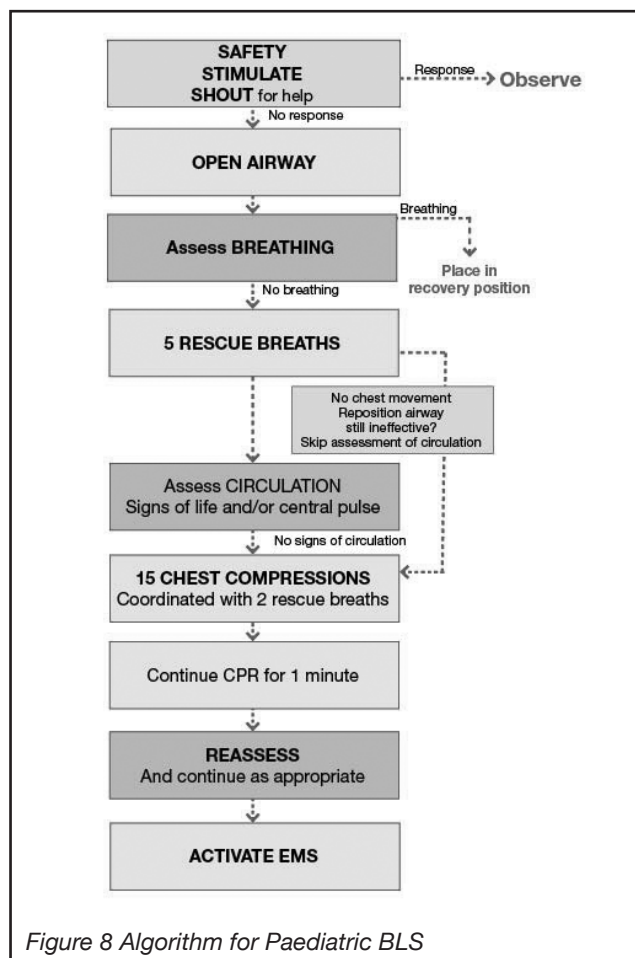 SAFETY
STIMULATE
SHOUT for help
Response
Observe
No response
OPEN AIRWAY
Breathing
Assess BREATHING
Place in
recovery position
No breathing
5 RESCUE BREATHS
No chest movement
Reposition airway
still ineffective?
Skip assessment of circulation
Assess CIRCULATION
Signs of life and/or central pulse
No signs of circulation
15 CHEST COMPRESSIONS
Coordinated with 2 rescue breaths
Continue CPR for 1 minute
REASSESS
And continue as appropriate
ACTIVATE EMS
Figure 8 Algorithm for Paediatric BLS